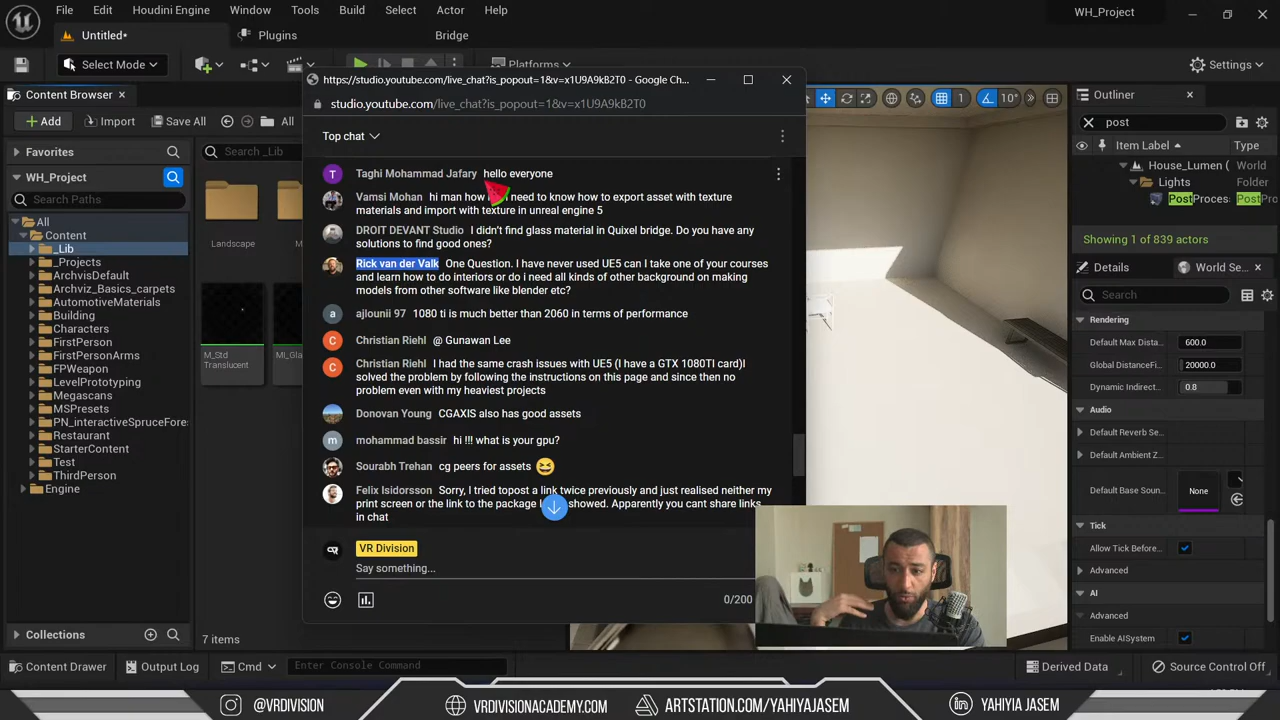 File
Edit
Houdini Engine
Window
Tools
Build
Select
Actor
Help
WH_Project
Untitled*
Plugins
Bridge
Select Mode
Platforms
Settings
Content Browser
https://studio.youtube.com/live_chat?is_popout=1&v=x1U9A9kB2T0 - Google Ch...
studio.youtube.com/live_chat?is_popout=1&v=x1U9A9kB2T0
Add
Import
Save All
All
Favorites
Search _Lib
WH_Project
Search Paths
All
Content
_Lib
_Projects
ArchvisDefault
Archviz_Basics_carpets
AutomotiveMaterials
Building
Characters
FirstPerson
FirstPersonArms
FPWeapon
LevelPrototyping
Megascans
MSPresets
PN_interactiveSpruceFores
Restaurant
StarterContent
Test
ThirdPerson
Engine
Collections
Landscape
M_Std
Translucent
MI_Gla
7 items
Top chat
T Taghi Mohammad Jafary hello everyone
Vamsi Mohan hi man how need to know how to export asset with texture
materials and import with texture in unreal engine 5
DROIT DEVANT Studio I didn't find glass material in Quixel bridge. Do you have any
solutions to find good ones?
Rick van der Valk One Question. I have never used UE5 can I take one of your courses
and learn how to do interiors or do i need all kinds of other background on making
models from other software like blender etc?
a ajlounii 97 1080 ti is much better than 2060 in terms of performance
C Christian Riehl @ Gunawan Lee
C Christian Riehl I had the same crash issues with UE5 (I have a GTX 1080TI card)I
solved the problem by following the instructions on this page and since then no
problem even with my heaviest projects
Donovan Young CGAXIS also has good assets
m mohammad bassir hi !!! what is your gpu?
Sourabh Trehan cg peers for assets 😆
Felix Isidorsson Sorry, I tried topost a link twice previously and just realised neither my
print screen or the link to the package showed. Apparently you cant share links
in chat
VR Division
Say something...
0/200
1
10°
Outliner
post
Item Label
Type
House_Lumen
World
Lights
Folder
PostProces
Post
Showing 1 of 839 actors
Details
World Se
Search
Rendering
Default Max Dista...
600.0
Global DistanceFi...
20000.0
Dynamic Indirect...
0.8
Audio
Default Reverb Se...
Default Ambient Z...
Default Base Soun...
None
Tick
Allow Tick Before...
Advanced
AI
Advanced
Enable AISystem
Content Drawer
Output Log
Cmd
Enter Console Command
Derived Data
Source Control Off
@VRDIVISION
VRDIVISIONACADEMY.COM
ARTSTATION.COM/YAHIYAJASEM
YAHIYIA JASEM